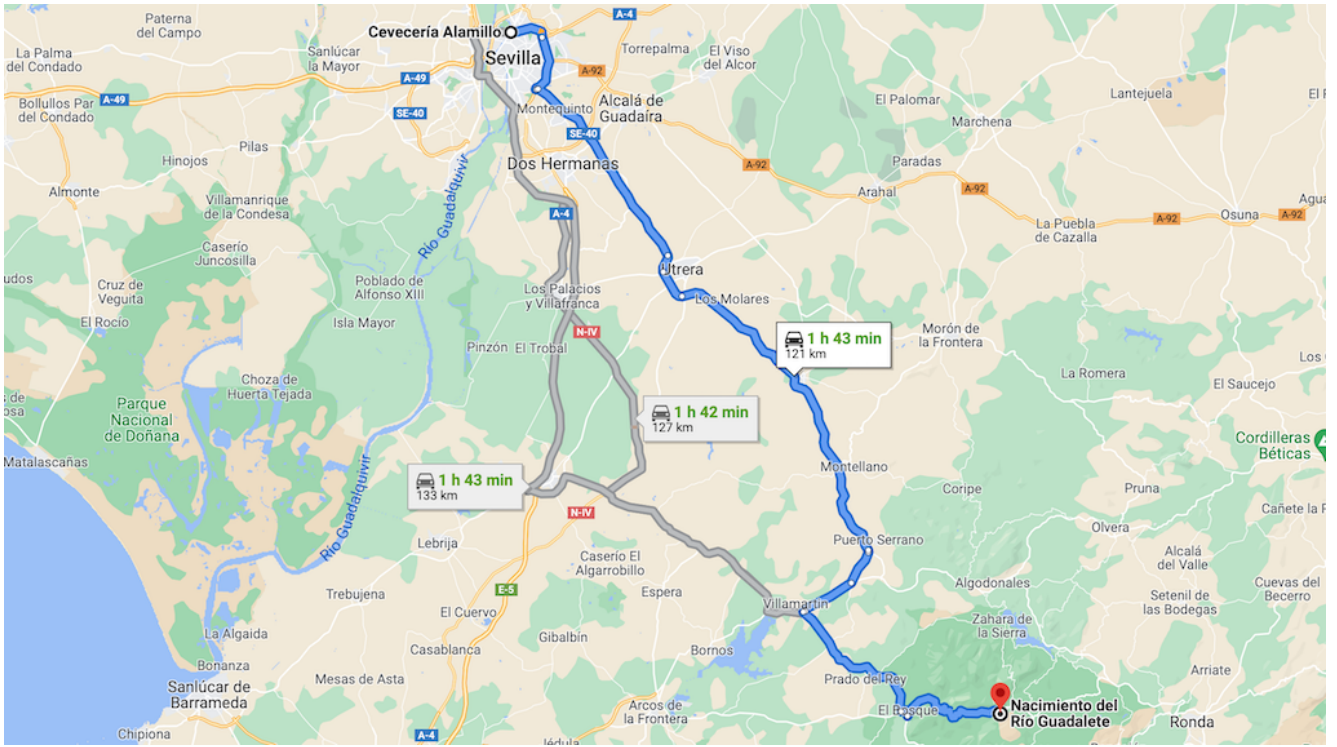 Paterna
del Campo
A-4
Cevecería Alamillo
La Palma
del Condado
Sanlúcar
la Mayor
Sevilla
Torrepalma
El Viso
del Alcor
A-49
A-92
Bollullos Par
del Condado
A-49
SE-40
Montequinto
Alcalá de
Guadaíra
El Palomar
Lantejuela
El R
Marchena
SE-40
Pilas
Hinojos
Dos Hermanas
A-92
Paradas
Almonte
Arahal
A-92
Villamanrique
de la Condesa
Río Guadalquivir
A-4
La Puebla
de Cazalla
A-92
Osuna
A-92
Agua
Caserío
Juncosilla
udos
Cruz de
Veguita
Poblado de
Alfonso XIII
Utrera
Los Palacios
y Villafranca
Los Molares
El Rocío
Isla Mayor
N-IV
1 h 43 min
121 km
Morón de
la Frontera
Pinzón
El Trobal
Los C
La Romera
El Saucejo
Choza de
Huerta Tejada
s de
osa
Parque
Nacional
de Doñana
1 h 42 min
127 km
Cordilleras
Béticas
Matalascañas
Montellano
1 h 43 min
133 km
Coripe
Pruna
Río Guadalquivir
N-IV
Cañete la R
Olvera
Lebrija
Puerto Serrano
Caserío El
Algarrobillo
Alcalá
del Valle
E-5
Algodonales
Trebujena
Espera
Villamartín
Setenil de
las Bodegas
Cuevas del
Becerro
El Cuervo
Zahara de
la Sierra
La Algaida
Gibalbín
Casablanca
Bornos
Bonanza
Arriate
Mesas de Asta
Prado del Rey
Sanlúcar de
Barrameda
Arcos de
la Frontera
El Bosque
Nacimiento del
Río Guadalete
Ronda
Chipiona
A-4
Jédula